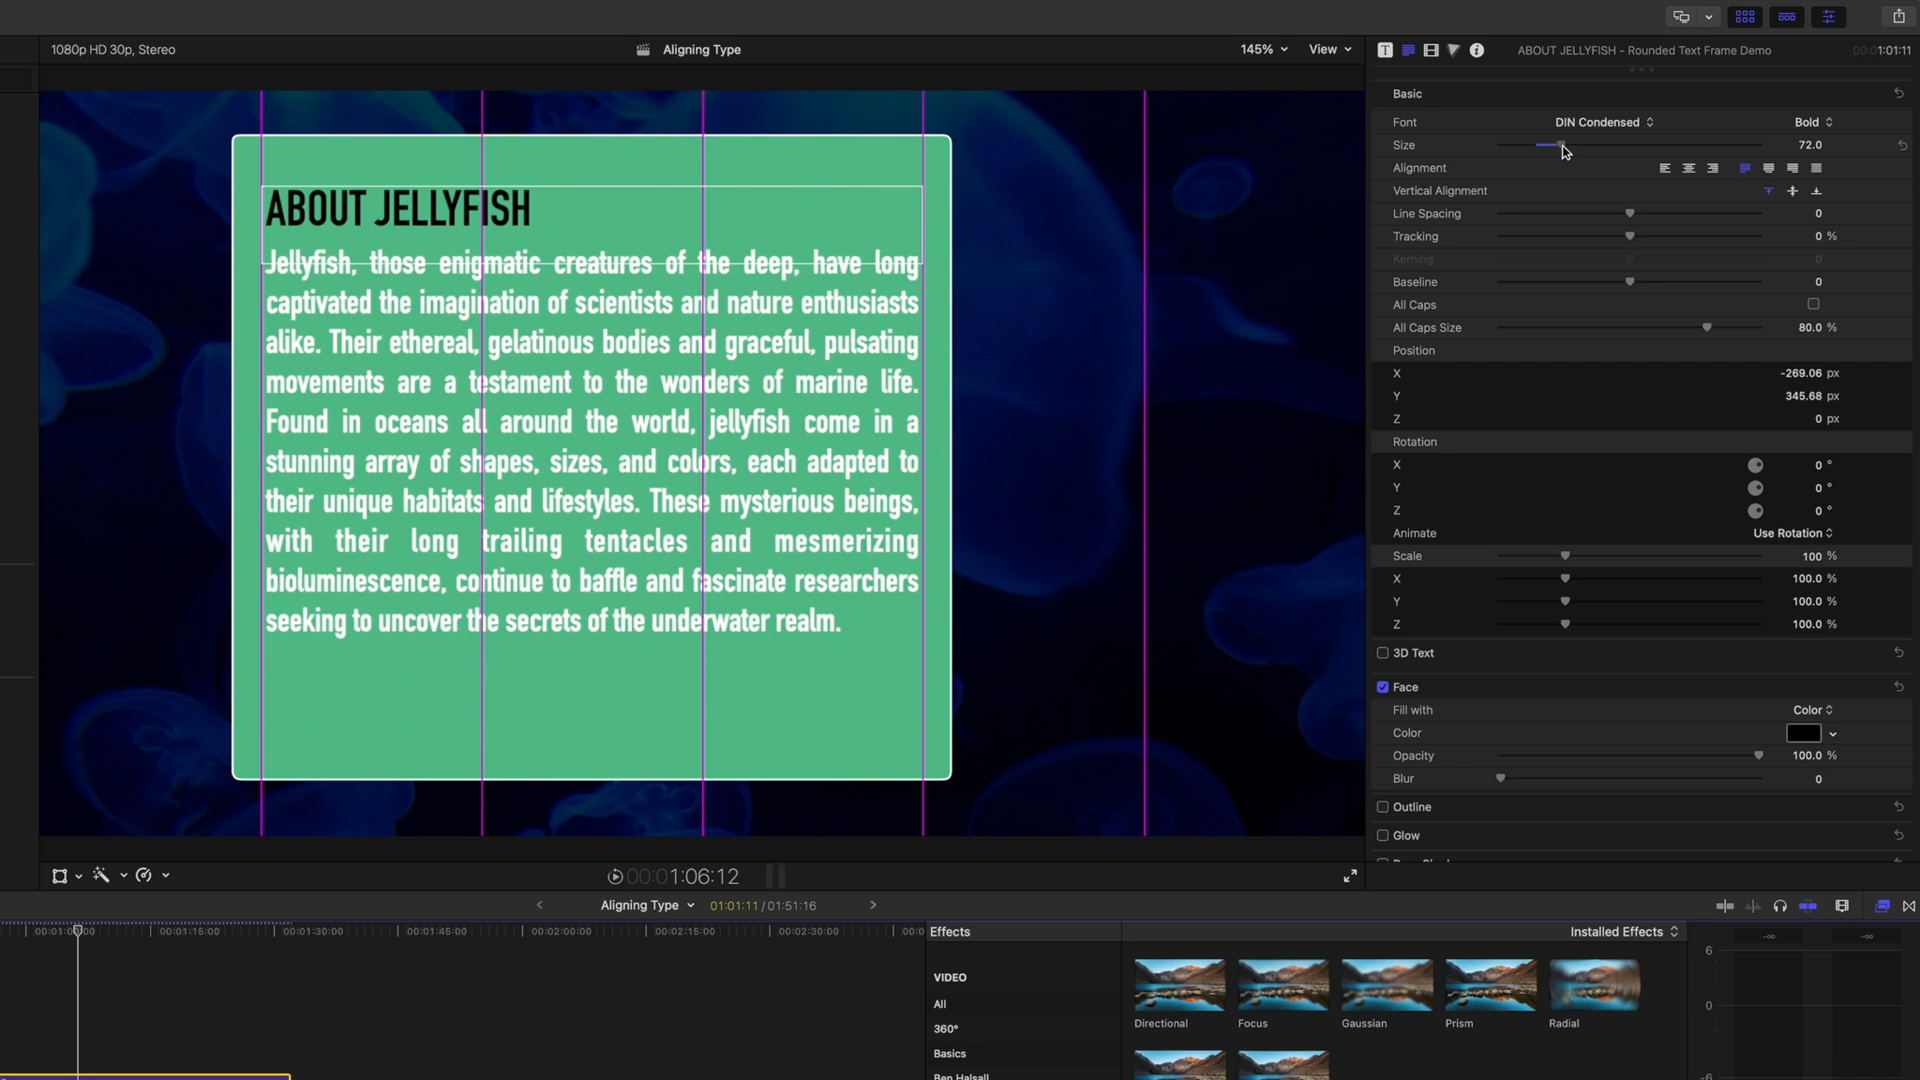 1080p HD 30p, Stereo
Aligning Type
145%
View
T
ABOUT JELLYFISH - Rounded Text Frame Demo
00:01:01:11
ABOUT JELLYFISH
Jellyfish, those enigmatic creatures of the deep, have long
captivated the imagination of scientists and nature enthusiasts
alike. Their ethereal, gelatinous bodies and graceful, pulsating
movements are a testament to the wonders of marine life.
Found in oceans all around the world, jellyfish come in a
stunning array of shapes, sizes, and colors, each adapted to
their unique habitats and lifestyles. These mysterious beings,
with their long trailing tentacles and mesmerizing
bioluminescence, continue to baffle and fascinate researchers
seeking to uncover the secrets of the underwater realm.
Basic
Font DIN Condensed Bold
Size 72.0
Alignment
Vertical Alignment
Line Spacing 0
Tracking 0 %
Kerning 0
Baseline 0
All Caps
All Caps Size 80.0 %
Position
X -269.06 px
Y 345.68 px
Z 0 px
Rotation
X 0 °
Y 0 °
Z 0 °
Animate Use Rotation
Scale 100 %
X 100.0 %
Y 100.0 %
Z 100.0 %
3D Text
Face
Fill with Color
Color
Opacity 100.0 %
Blur 0
Outline
Glow
00:01:06:12
Aligning Type
01:01:11 / 01:51:16
00:01:15:00
00:01:30:00
00:01:45:00
00:02:00:00
00:02:15:00
00:02:30:00
Effects
Installed Effects
VIDEO
All
360°
Basics
Ben Halsall
Directional
Focus
Gaussian
Prism
Radial
-∞
-∞
6
0
-6